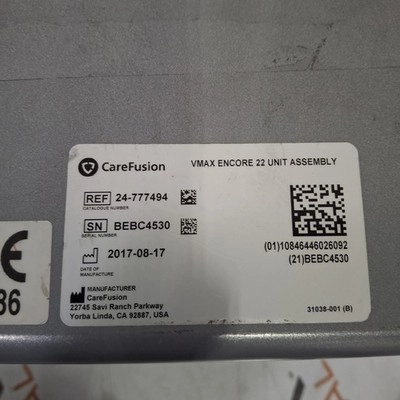 CareFusion
VMAX ENCORE 22 UNIT ASSEMBLY
REF 24-777494
CATALOGUE NUMBER
SN BEBC4530
SERIAL NUMBER
2017-08-17
DATE OF
MANUFACTURE
(01)10846446026092
(21)BEBC4530
MANUFACTURER
CareFusion
22745 Savi Ranch Parkway
Yorba Linda, CA 92887, USA
31038-001 (B)
CE